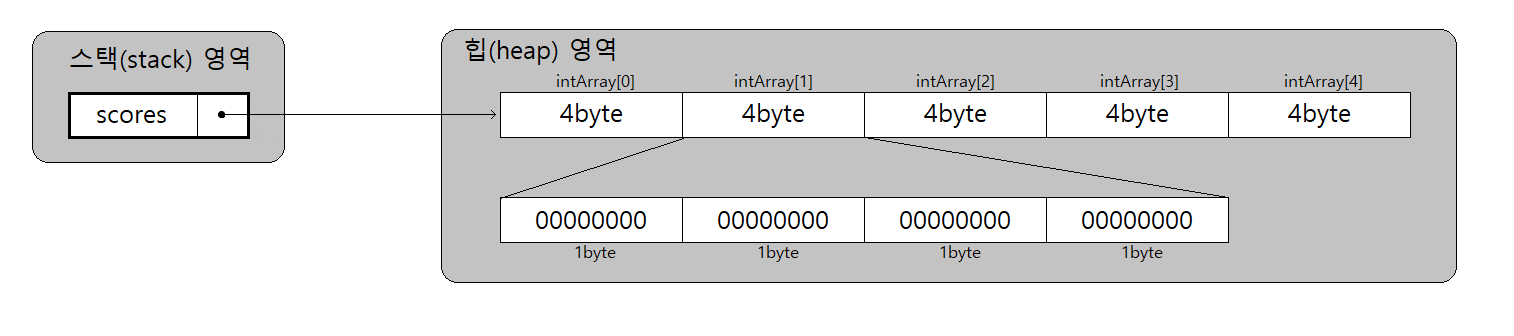 스택(stack) 영역
scores
힙(heap) 영역
intArray[0] intArray[1] intArray[2] intArray[3] intArray[4]
4byte 4byte 4byte 4byte 4byte
00000000 00000000 00000000 00000000
1byte 1byte 1byte 1byte